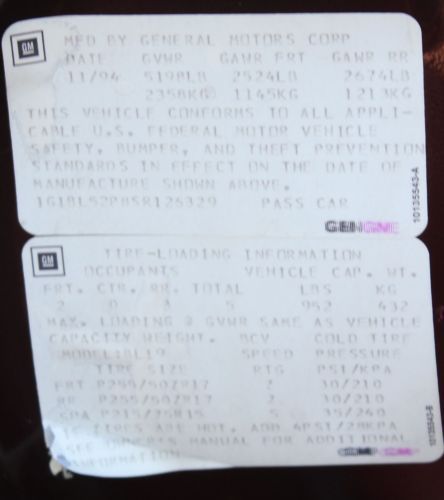 GM
MFD BY GENERAL MOTORS CORP
DATE GVWR GAWR FRT GAWR RR
11/94 5198LB 2524LB 2674LB
2358KG 1145KG 1213KG
THIS VEHICLE CONFORMS TO ALL APPLI-
CABLE U.S. FEDERAL MOTOR VEHICLE
SAFETY, BUMPER, AND THEFT PREVENTION
STANDARDS IN EFFECT ON THE DATE OF
MANUFACTURE SHOWN ABOVE.
1G1BL52P8SR126329 PASS CAR
10135543-A
GM
TIRE-LOADING INFORMATION
OCCUPANTS VEHICLE CAP. WT.
FRT. CTR. RR. TOTAL LBS KG
2 0 3 5 952 432
MAX. LOADING & GVWR SAME AS VEHICLE
CAPACITY WEIGHT. BCV COLD TIRE
MODEL:BL19 SPEED PRESSURE
TIRE SIZE RTG PSI/KPA
FRT P255/50ZR17 Z 30/210
RR P255/50ZR17 Z 30/210
SPA P215/75R15 S 35/240
IF TIRES ARE HOT, ADD 4PSI/28KPA
SEE OWNERS MANUAL FOR ADDITIONAL
INFORMATION
10135543-B